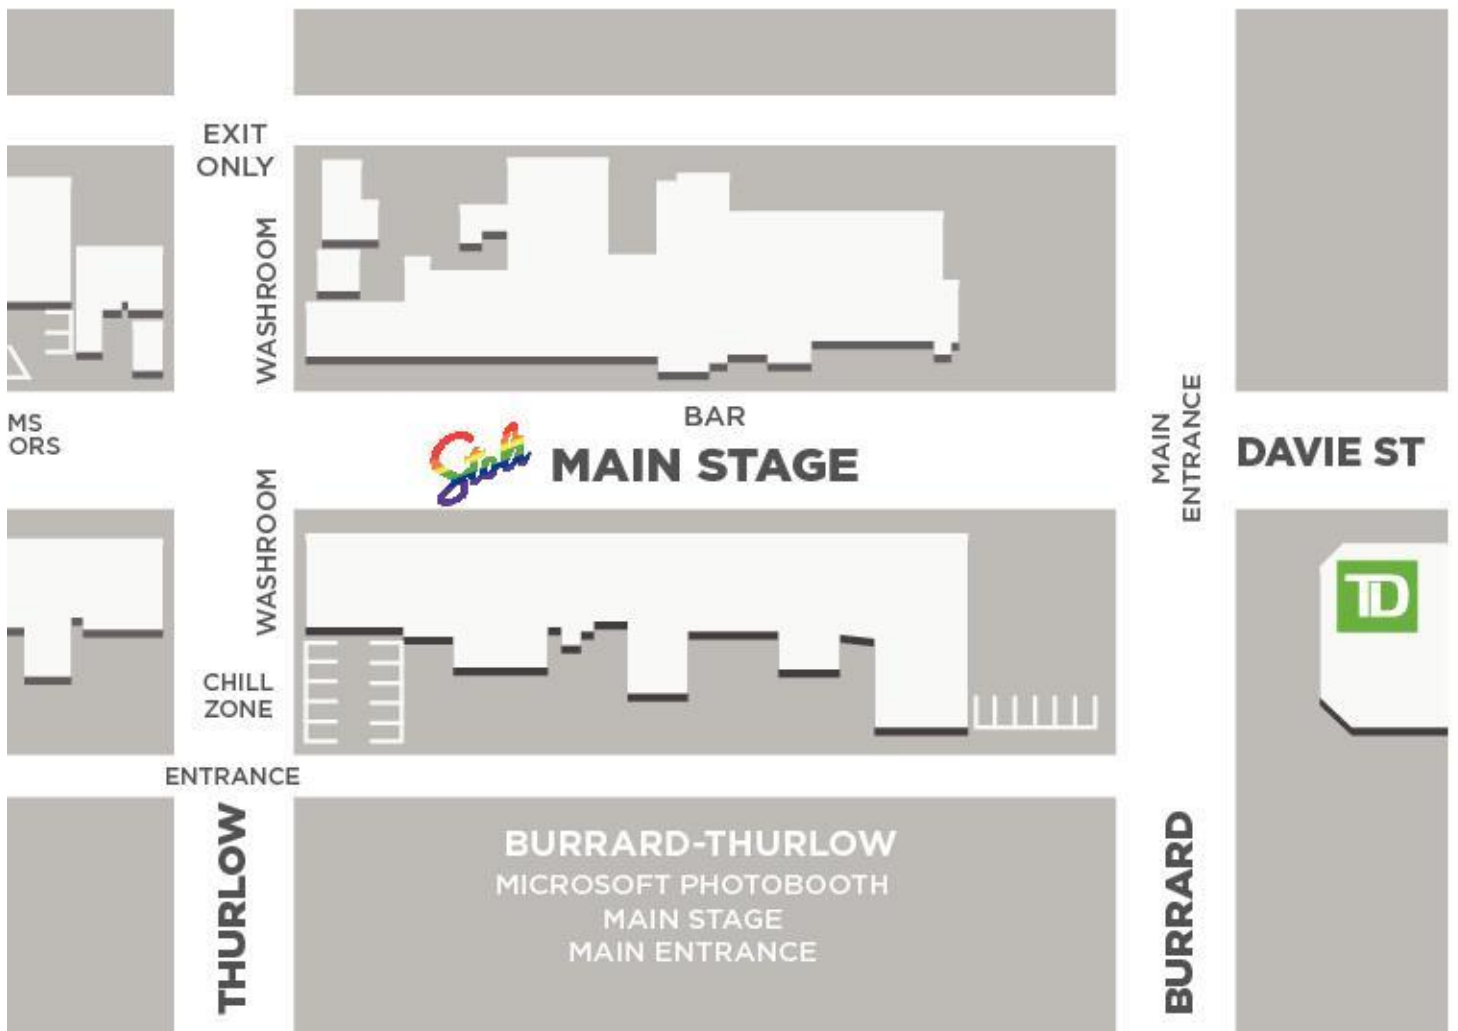 EXIT
ONLY
WASHROOM
MS
ORS
BAR
Stoli
MAIN STAGE
MAIN
ENTRANCE
DAVIE ST
WASHROOM
TD
CHILL
ZONE
ENTRANCE
THURLOW
BURRARD-THURLOW
MICROSOFT PHOTOBOOTH
MAIN STAGE
MAIN ENTRANCE
BURRARD